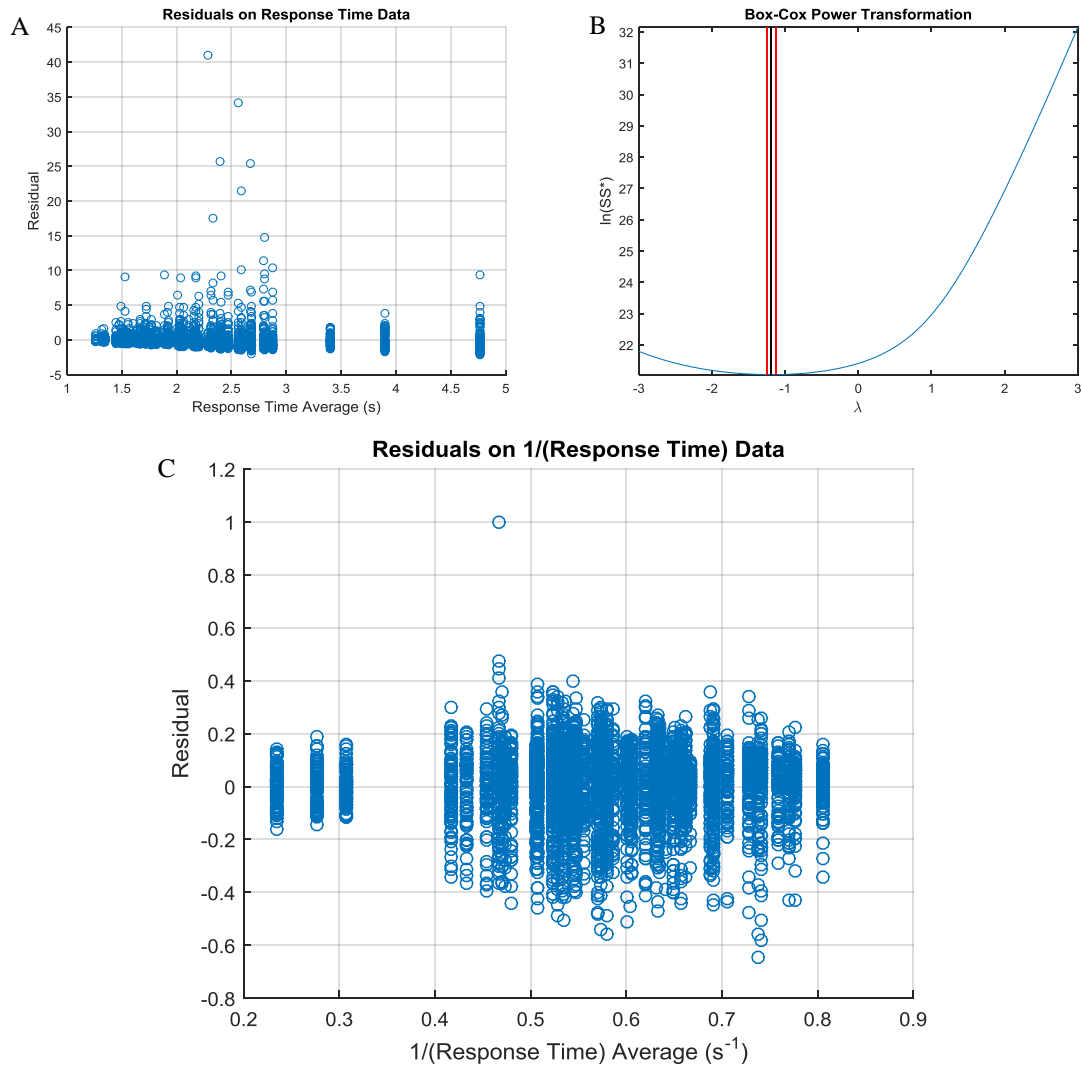 A
Residuals on Response Time Data
45
40
35
30
25
20
15
10
5
0
-5
Residual
1 1.5 2 2.5 3 3.5 4 4.5 5
Response Time Average (s)
B
Box-Cox Power Transformation
32
31
30
29
28
27
26
25
24
23
22
ln(SS*)
-3 -2 -1 0 1 2 3
λ
C
Residuals on 1/(Response Time) Data
1.2
1
0.8
0.6
0.4
0.2
0
-0.2
-0.4
-0.6
-0.8
Residual
0.2 0.3 0.4 0.5 0.6 0.7 0.8 0.9
1/(Response Time) Average (s⁻¹)